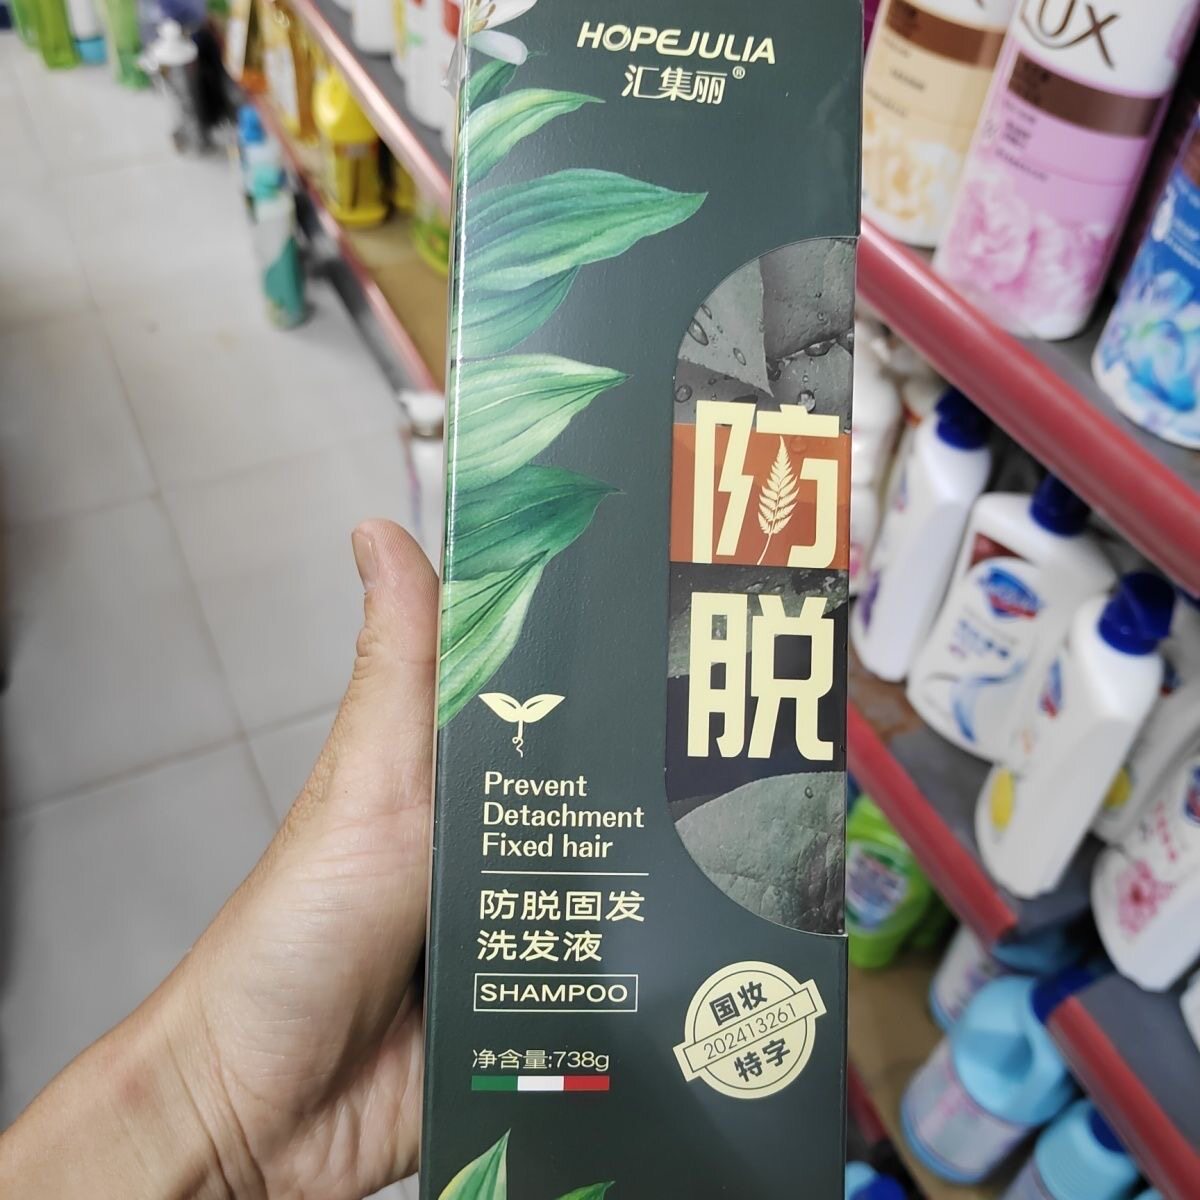 HOPEJULIA
汇集丽®
LUX
防
脱
Prevent
Detachment
Fixed hair
防脱固发
洗发液
SHAMPOO
国妆
202413261
特字
净含量:738g